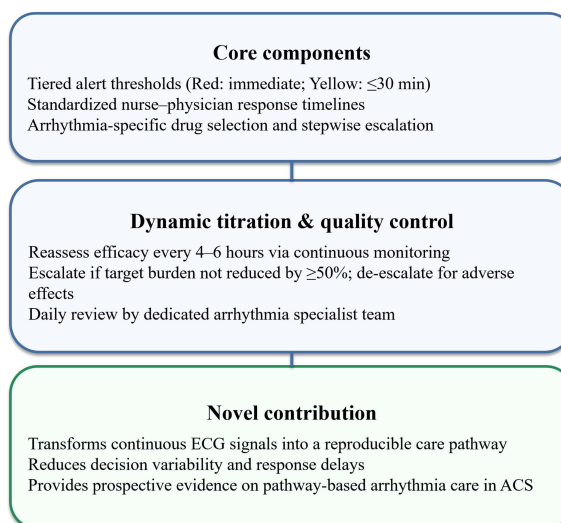 Core components
Tiered alert thresholds (Red: immediate; Yellow: ≤30 min)
Standardized nurse–physician response timelines
Arrhythmia-specific drug selection and stepwise escalation
Dynamic titration & quality control
Reassess efficacy every 4–6 hours via continuous monitoring
Escalate if target burden not reduced by ≥50%; de-escalate for adverse
effects
Daily review by dedicated arrhythmia specialist team
Novel contribution
Transforms continuous ECG signals into a reproducible care pathway
Reduces decision variability and response delays
Provides prospective evidence on pathway-based arrhythmia care in ACS